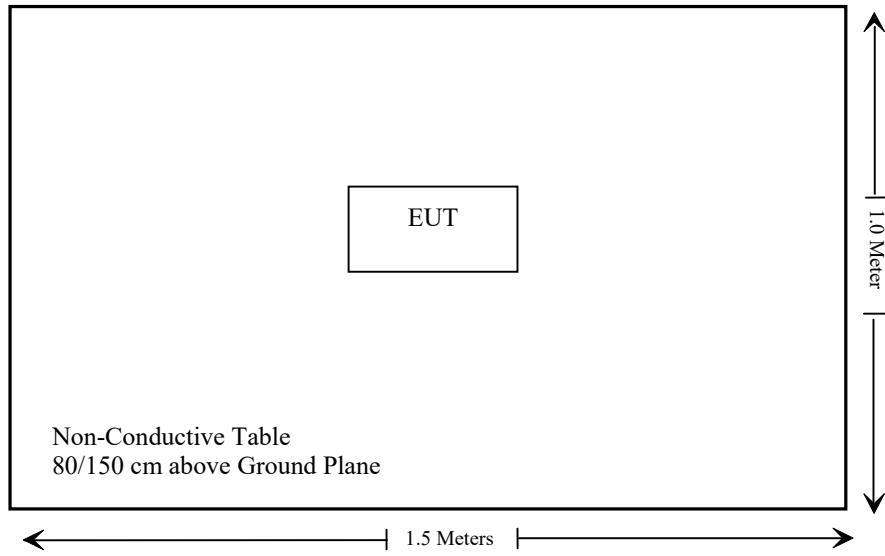 EUT
1.0 Meter
Non-Conductive Table
80/150 cm above Ground Plane
1.5 Meters